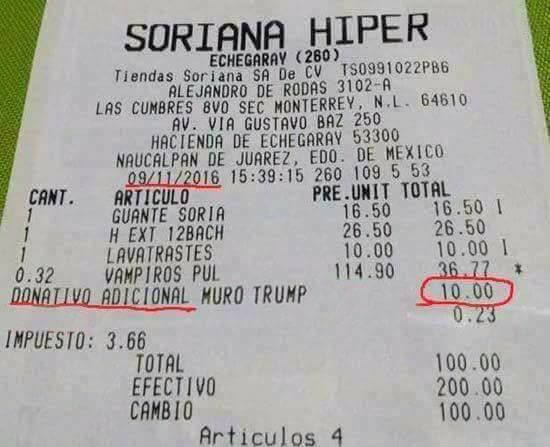 SORIANA HIPER
ECHEGARAY (260)
Tiendas Soriana SA De CV TSO991022PB6
ALEJANDRO DE RODAS 3102-A
LAS CUMBRES 8VO SEC MONTERREY, N.L. 64610
AV. VIA GUSTAVO BAZ 250
HACIENDA DE ECHEGARAY 53300
NAUCALPAN DE JUAREZ, EDO. DE MEXICO
09/11/2016 15:39:15 260 109 5 53
CANT. ARTICULO PRE.UNIT TOTAL
1 GUANTE SORIA 16.50 16.50 I
1 H EXT 12BACH 26.50 26.50
1 LAVATRASTES 10.00 10.00 I
0.32 VAMPIROS PUL 114.90 36.77 *
DONATIVO ADICIONAL MURO TRUMP 10.00
0.23
IMPUESTO: 3.66
TOTAL 100.00
EFECTIVO 200.00
CAMBIO 100.00
Articulos 4